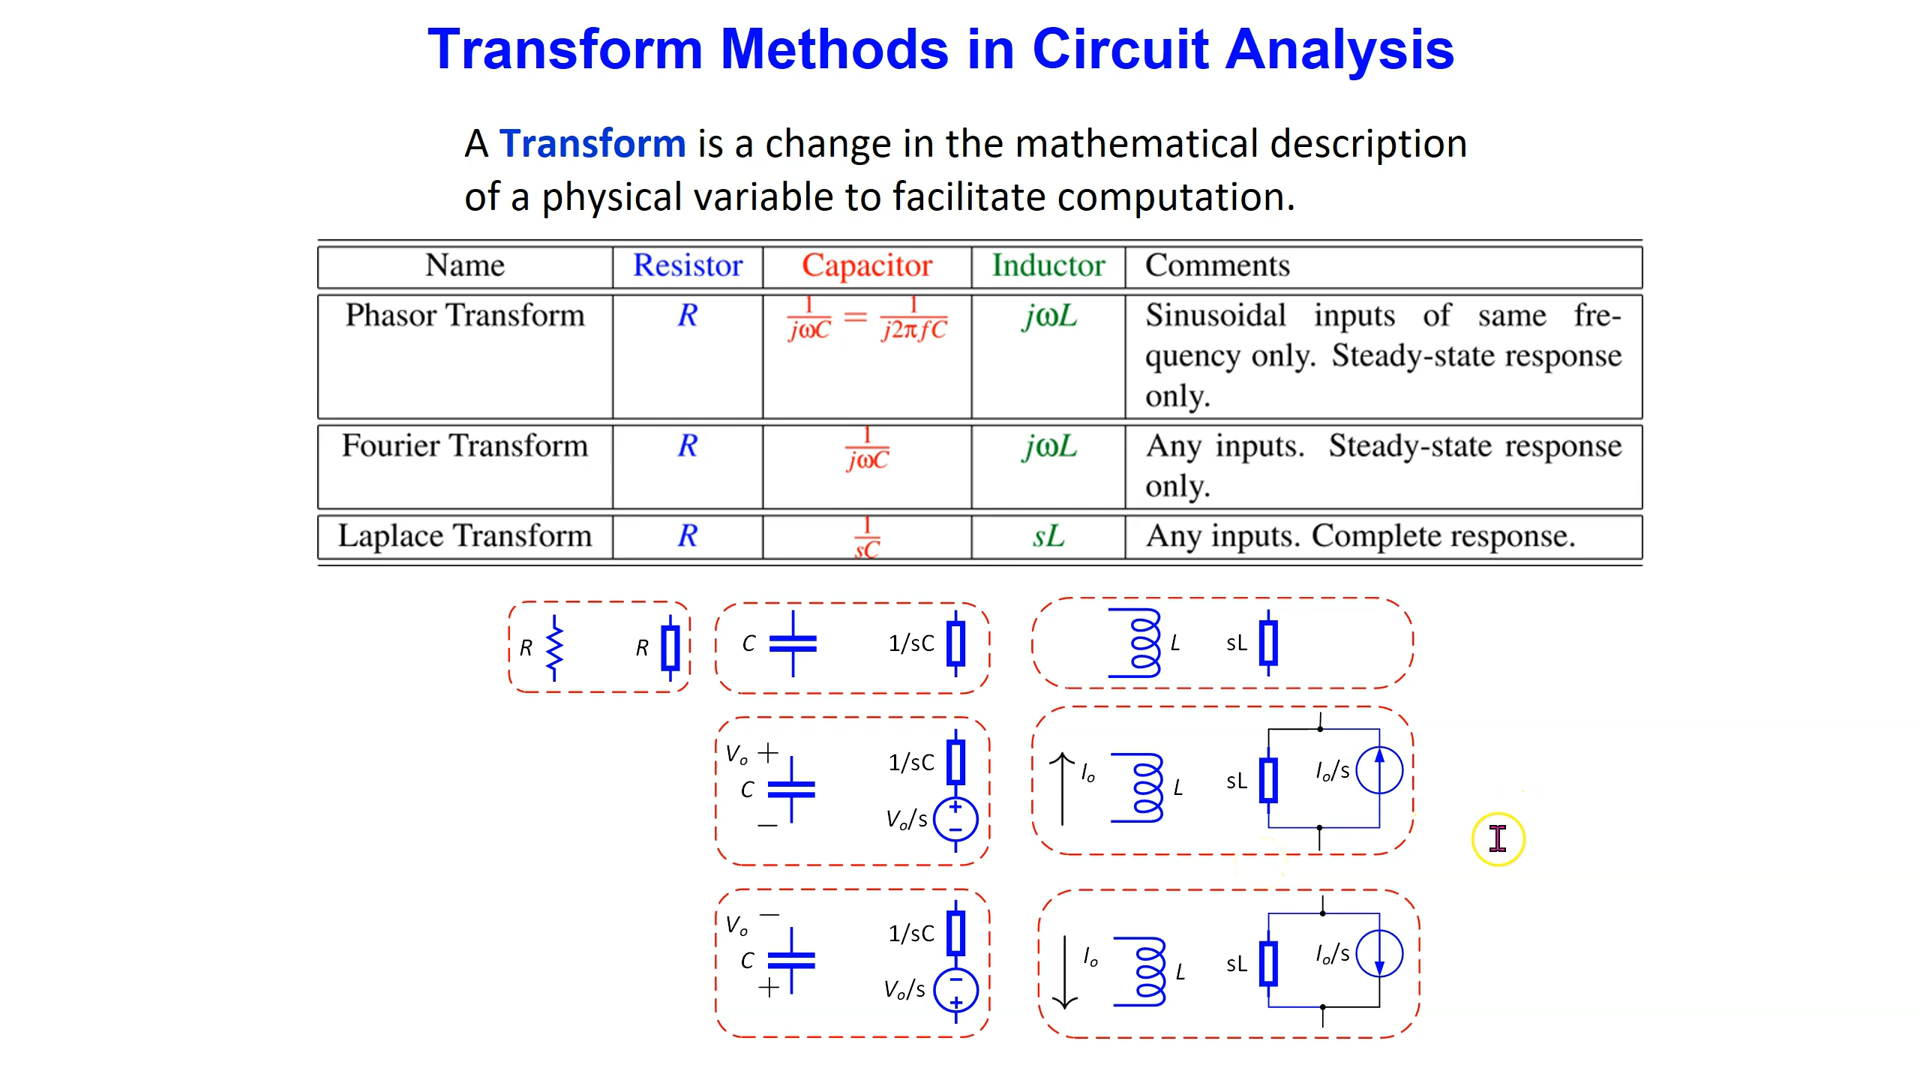 Transform Methods in Circuit Analysis
A Transform is a change in the mathematical description
of a physical variable to facilitate computation.
Name Resistor Capacitor Inductor Comments
Phasor Transform R 1/jωC = 1/j2πfC jωL Sinusoidal inputs of same fre-
quency only. Steady-state response
only.
Fourier Transform R 1/jωC jωL Any inputs. Steady-state response
only.
Laplace Transform R 1/sC sL Any inputs. Complete response.
R R C 1/sC L sL
Vo + C − 1/sC Vo/s + − Io L sL Io/s
Vo − C + 1/sC Vo/s − + Io L sL Io/s